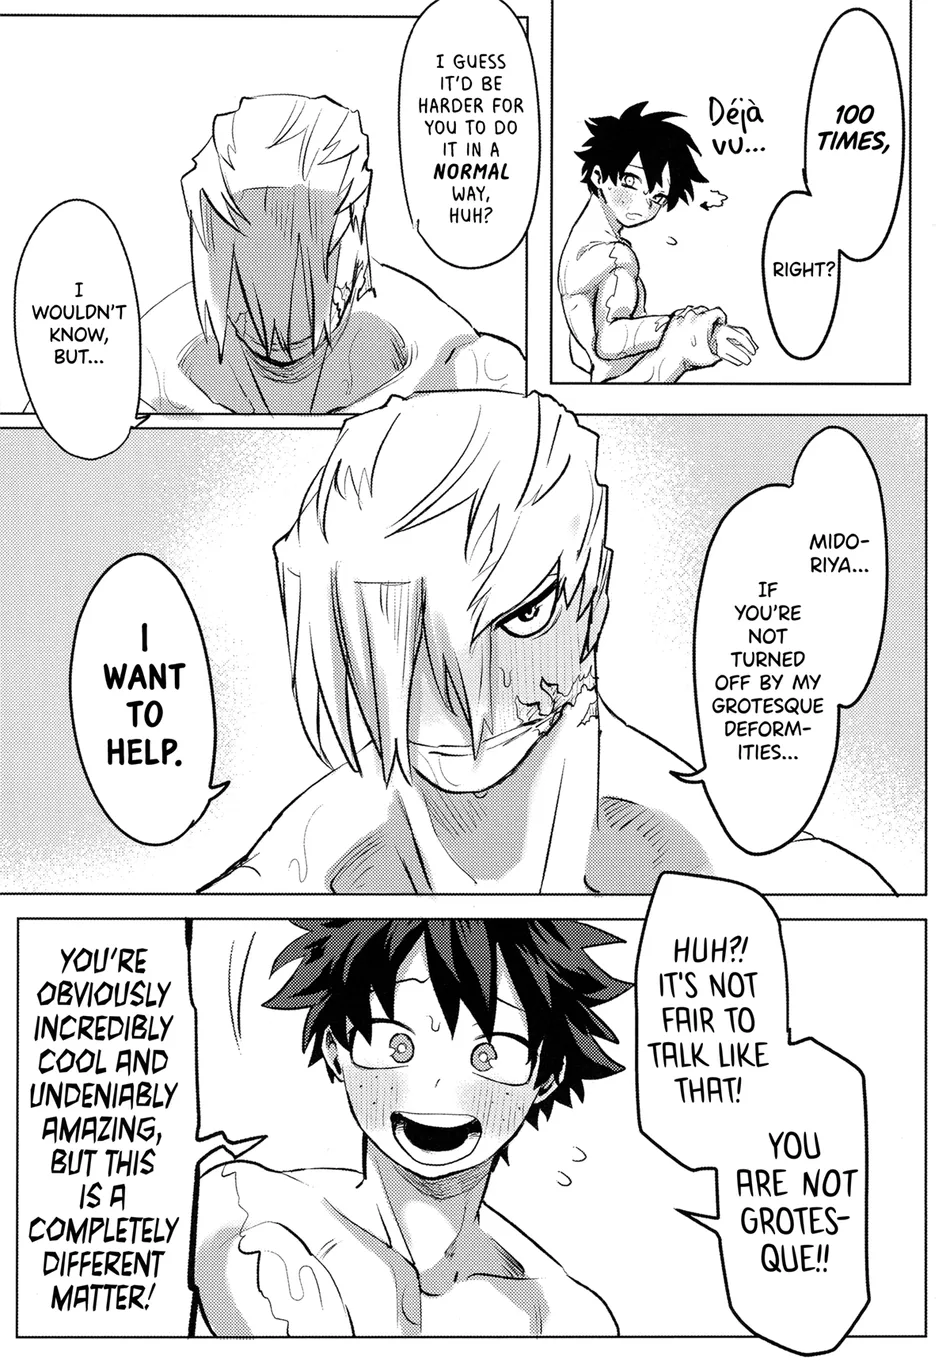 100
TIMES,
RIGHT?
Déjà
vu...
I GUESS
IT'D BE
HARDER FOR
YOU TO DO
IT IN A
NORMAL
WAY,
HUH?
I
WOULDN'T
KNOW,
BUT...
MIDO-
RIYA...
IF
YOU'RE
NOT
TURNED
OFF BY MY
GROTESQUE
DEFORM-
ITIES...
I
WANT
TO
HELP.
HUH?!
IT'S NOT
FAIR TO
TALK LIKE
THAT!
YOU
ARE NOT
GROTES-
QUE!!
YOU'RE
OBVIOUSLY
INCREDIBLY
COOL AND
UNDENIABLY
AMAZING,
BUT THIS
IS A
COMPLETELY
DIFFERENT
MATTER!